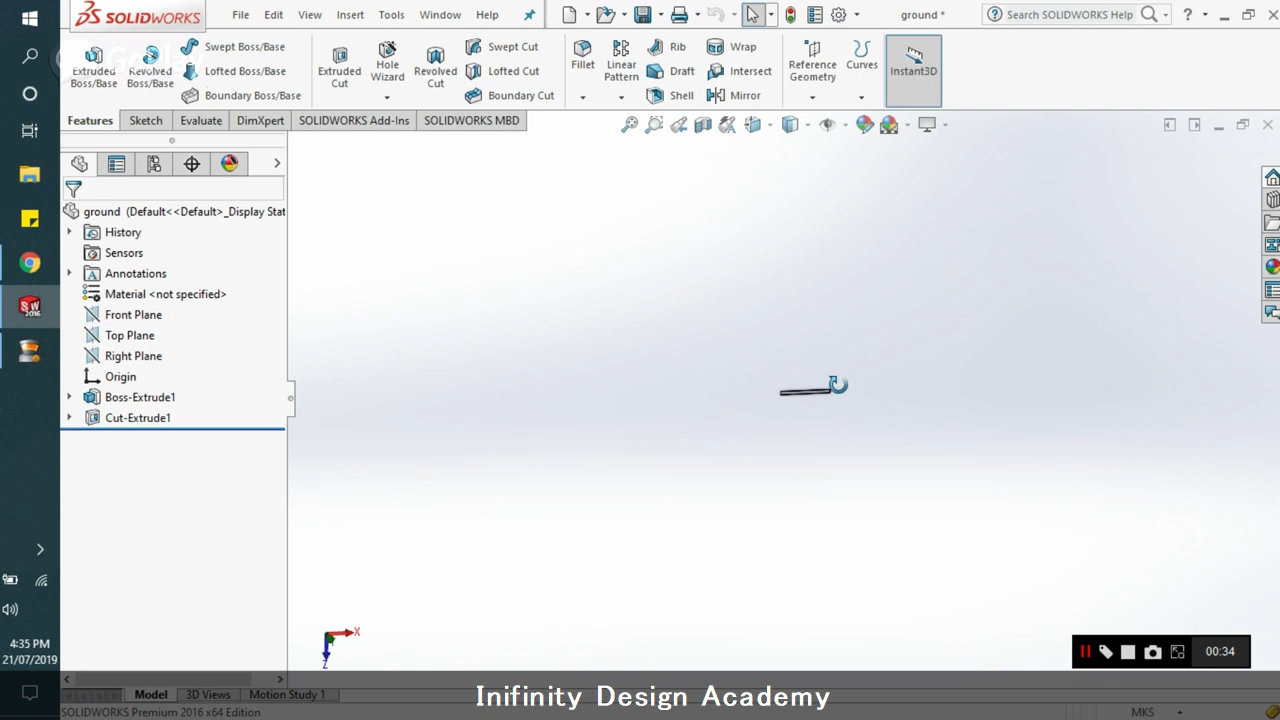 SOLIDWORKS File Edit View Insert Tools Window Help ground * Search SOLIDWORKS Help
Extruded Boss/Base
Revolved Boss/Base
Swept Boss/Base
Lofted Boss/Base
Boundary Boss/Base
Extruded Cut
Hole Wizard
Revolved Cut
Swept Cut
Lofted Cut
Boundary Cut
Fillet
Linear Pattern
Rib
Draft
Shell
Wrap
Intersect
Mirror
Reference Geometry
Curves
Instant3D
Features Sketch Evaluate DimXpert SOLIDWORKS Add-Ins SOLIDWORKS MBD
ground (Default<<Default>_Display Stat
History
Sensors
Annotations
Material <not specified>
Front Plane
Top Plane
Right Plane
Origin
Boss-Extrude1
Cut-Extrude1
X
Z
4:35 PM
21/07/2019
00:34
Model 3D Views Motion Study 1
Inifinity Design Academy
SOLIDWORKS Premium 2016 x64 Edition
MKS